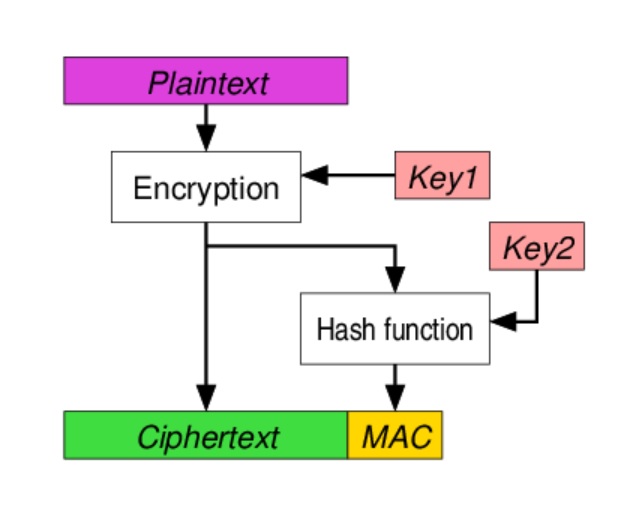 Plaintext
Encryption
Key1
Key2
Hash function
Ciphertext
MAC